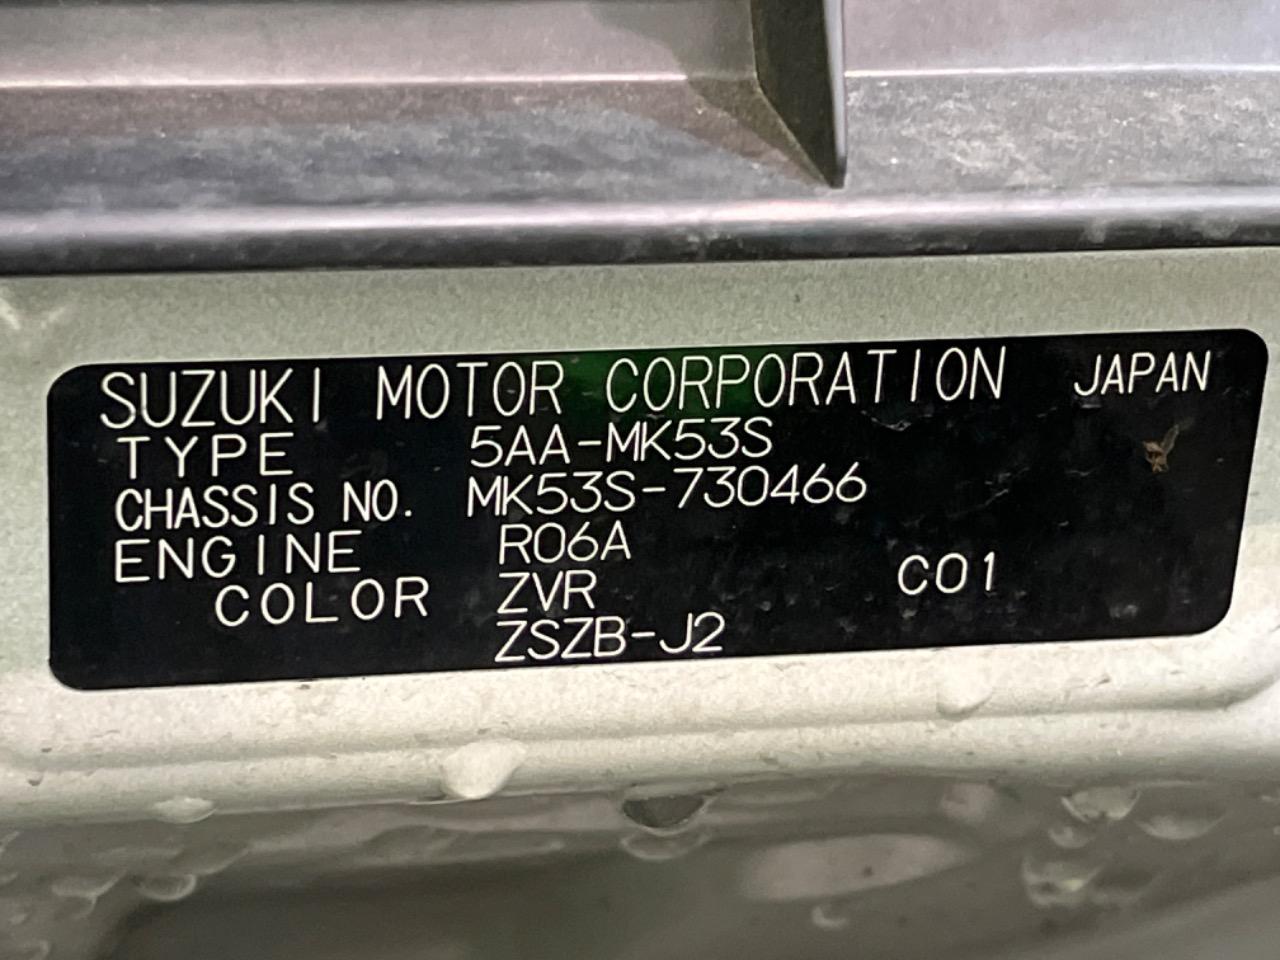 SUZUKI MOTOR CORPORATION JAPAN
TYPE 5AA-MK53S
CHASSIS NO. MK53S-730466
ENGINE R06A
COLOR ZVR C01
ZSZB-J2